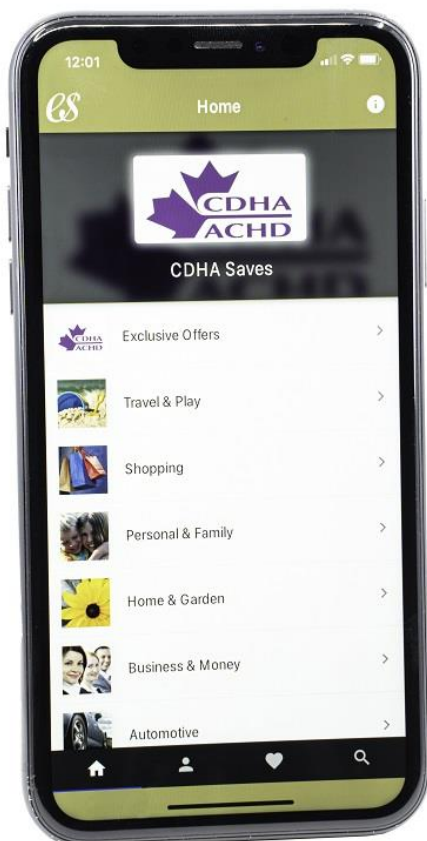 12:01
CS
Home
CDHA
ACHD
CDHA Saves
CDHA
ACHD
Exclusive Offers
Travel & Play
Shopping
Personal & Family
Home & Garden
Business & Money
Automotive